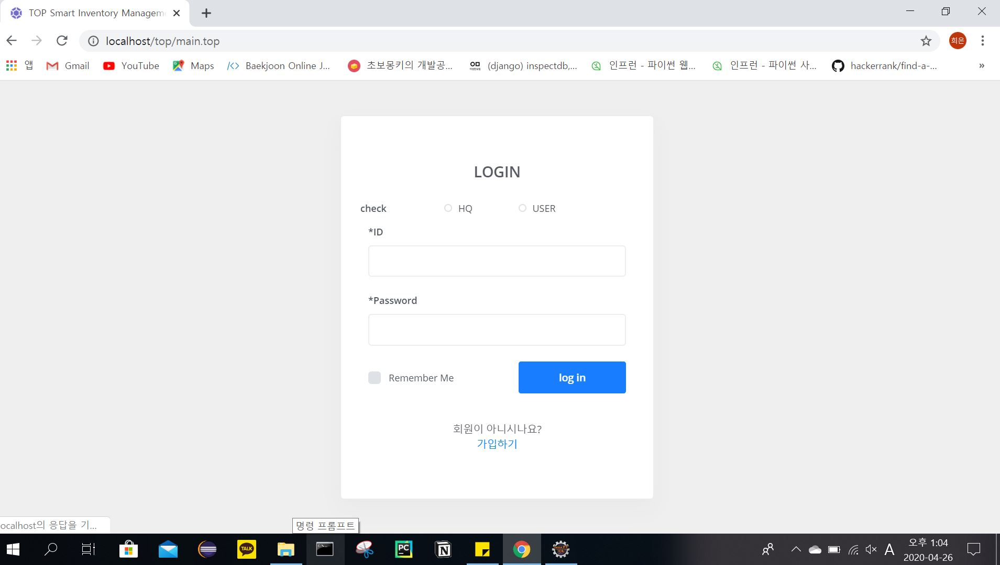 TOP Smart Inventory Managem
localhost/top/main.top
희은
앱
Gmail
YouTube
Maps
Baekjoon Online J...
초보몽키의 개발공...
(django) inspectdb,...
인프런 - 파이썬 웹...
인프런 - 파이썬 사...
hackerrank/find-a-...
»
LOGIN
check
HQ
USER
*ID
*Password
Remember Me
log in
회원이 아니시나요?
가입하기
ocalhost의 응답을 기...
명령 프롬프트
TALK
PC
N
A
오후 1:04
2020-04-26